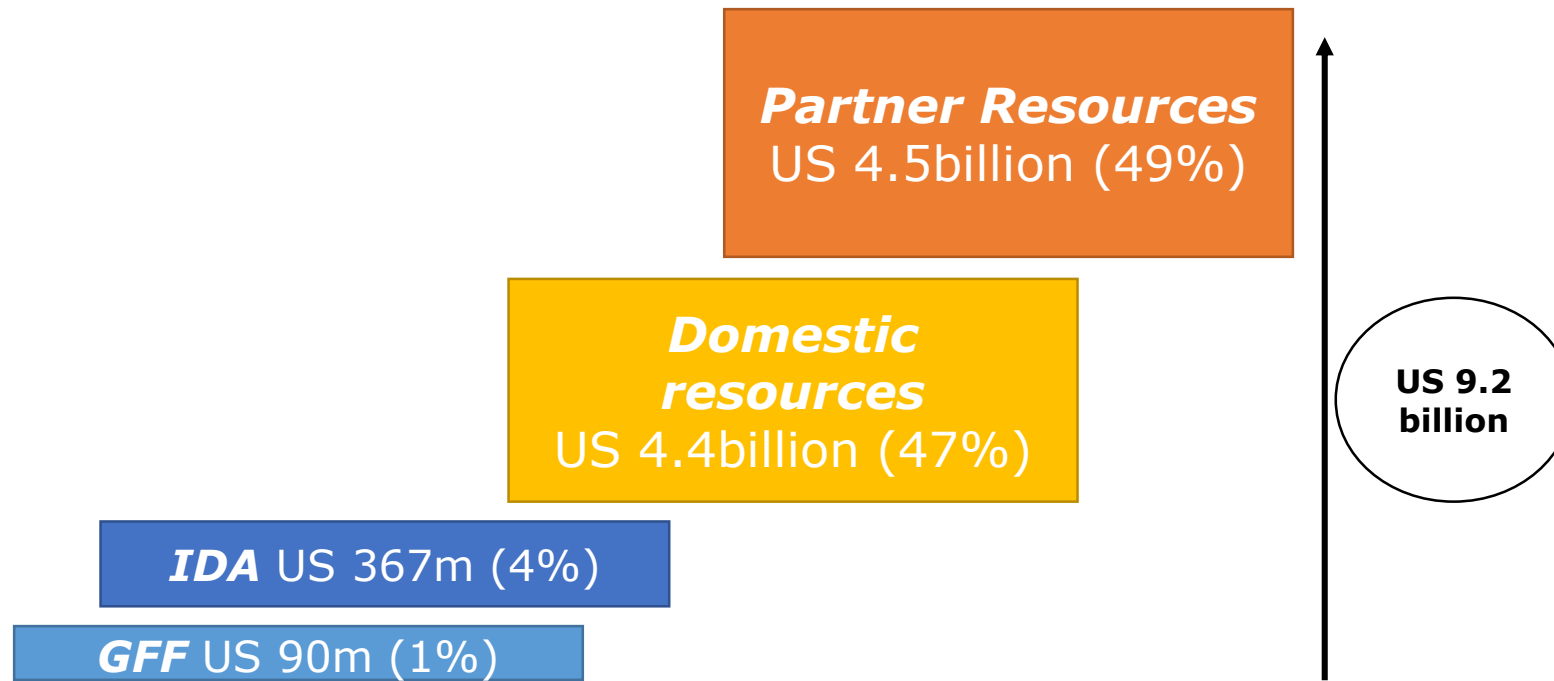 Partner Resources
US 4.5billion (49%)
Domestic
resources
US 4.4billion (47%)
US 9.2
billion
IDA US 367m (4%)
GFF US 90m (1%)